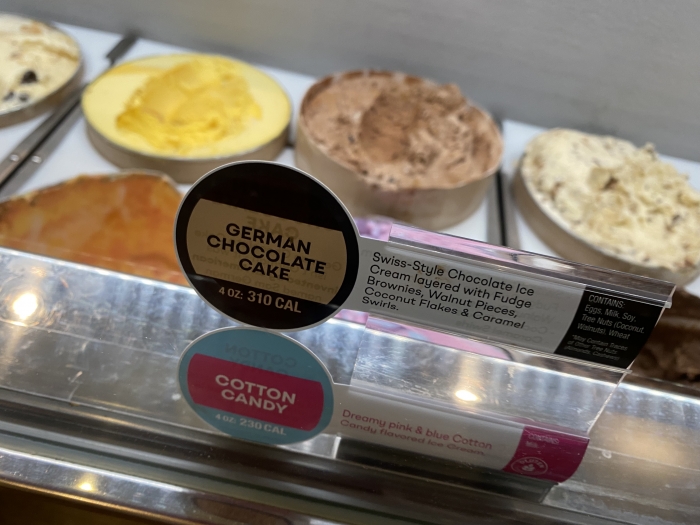 GERMAN
CHOCOLATE
CAKE
4 OZ: 310 CAL
Swiss-Style Chocolate Ice
Cream layered with Fudge
Brownies, Walnut Pieces,
Coconut Flakes & Caramel
Swirls.
CONTAINS:
Eggs, Milk, Soy,
Tree Nuts (Coconut,
Walnuts), Wheat
COTTON
CANDY
4 OZ: 230 CAL
Dreamy pink & blue Cotton
Candy flavored Ice Cream.
CONTAINS:
Milk